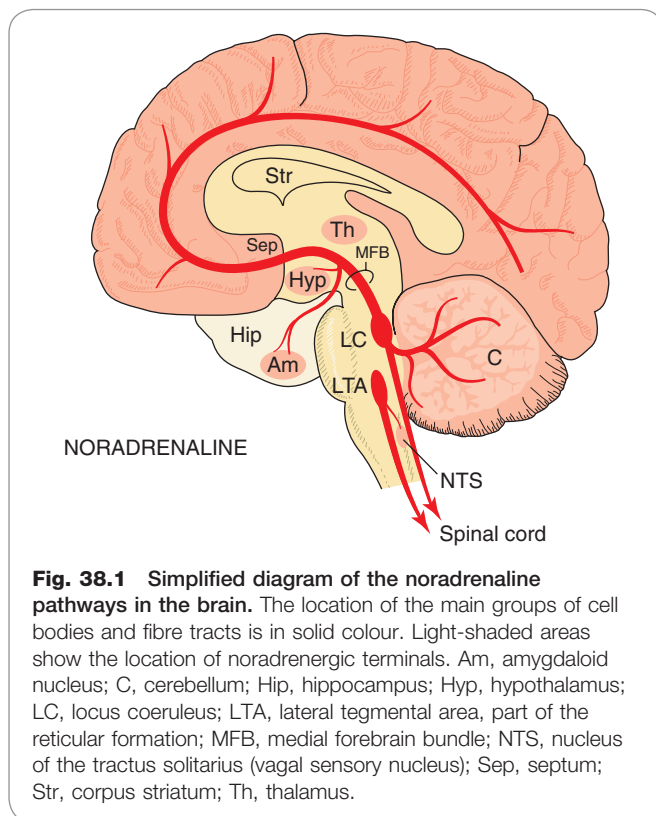 Str
Th
Sep
MFB
Hyp
Hip
LC
Am
C
LTA
NORADRENALINE
NTS
Spinal cord
Fig. 38.1 Simplified diagram of the noradrenaline
pathways in the brain. The location of the main groups of cell
bodies and fibre tracts is in solid colour. Light-shaded areas
show the location of noradrenergic terminals. Am, amygdaloid
nucleus; C, cerebellum; Hip, hippocampus; Hyp, hypothalamus;
LC, locus coeruleus; LTA, lateral tegmental area, part of the
reticular formation; MFB, medial forebrain bundle; NTS, nucleus
of the tractus solitarius (vagal sensory nucleus); Sep, septum;
Str, corpus striatum; Th, thalamus.